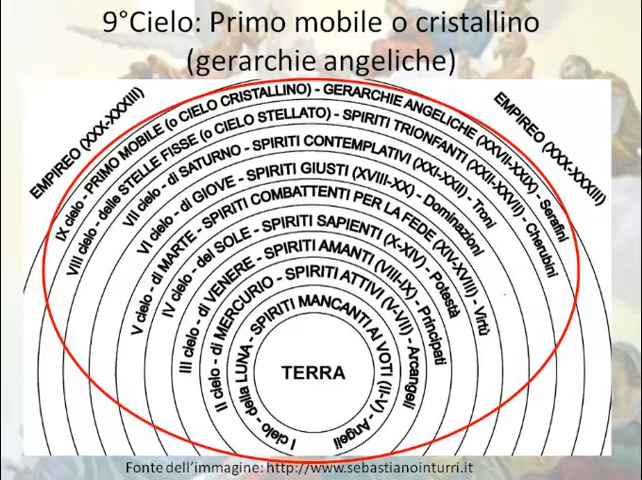 9°Cielo: Primo mobile o cristallino
(gerarchie angeliche)
EMPIREO (XXX-XXXIII)
EMPIREO (XXX-XXXIII)
IX cielo - PRIMO MOBILE (o CIELO CRISTALLINO) - GERARCHIE ANGELICHE (XXVII-XXIX) - Serafini
VIII cielo - delle STELLE FISSE (o CIELO STELLATO) - SPIRITI TRIONFANTI (XXII-XXVII) - Cherubini
VII cielo - di SATURNO - SPIRITI CONTEMPLATIVI (XXI-XXII) - Troni
VI cielo - di GIOVE - SPIRITI GIUSTI (XVIII-XX) - Dominazioni
V cielo - di MARTE - SPIRITI COMBATTENTI PER LA FEDE (XIV-XVIII) - Virtù
IV cielo - del SOLE - SPIRITI SAPIENTI (X-XIV) - Potestà
III cielo - di VENERE - SPIRITI AMANTI (VIII-IX) - Principati
II cielo - di MERCURIO - SPIRITI ATTIVI (V-VII) - Arcangeli
I cielo - della LUNA - SPIRITI MANCANTI AI VOTI (II-V) - Angeli
TERRA
Fonte dell'immagine: http://www.sebastianointurri.it